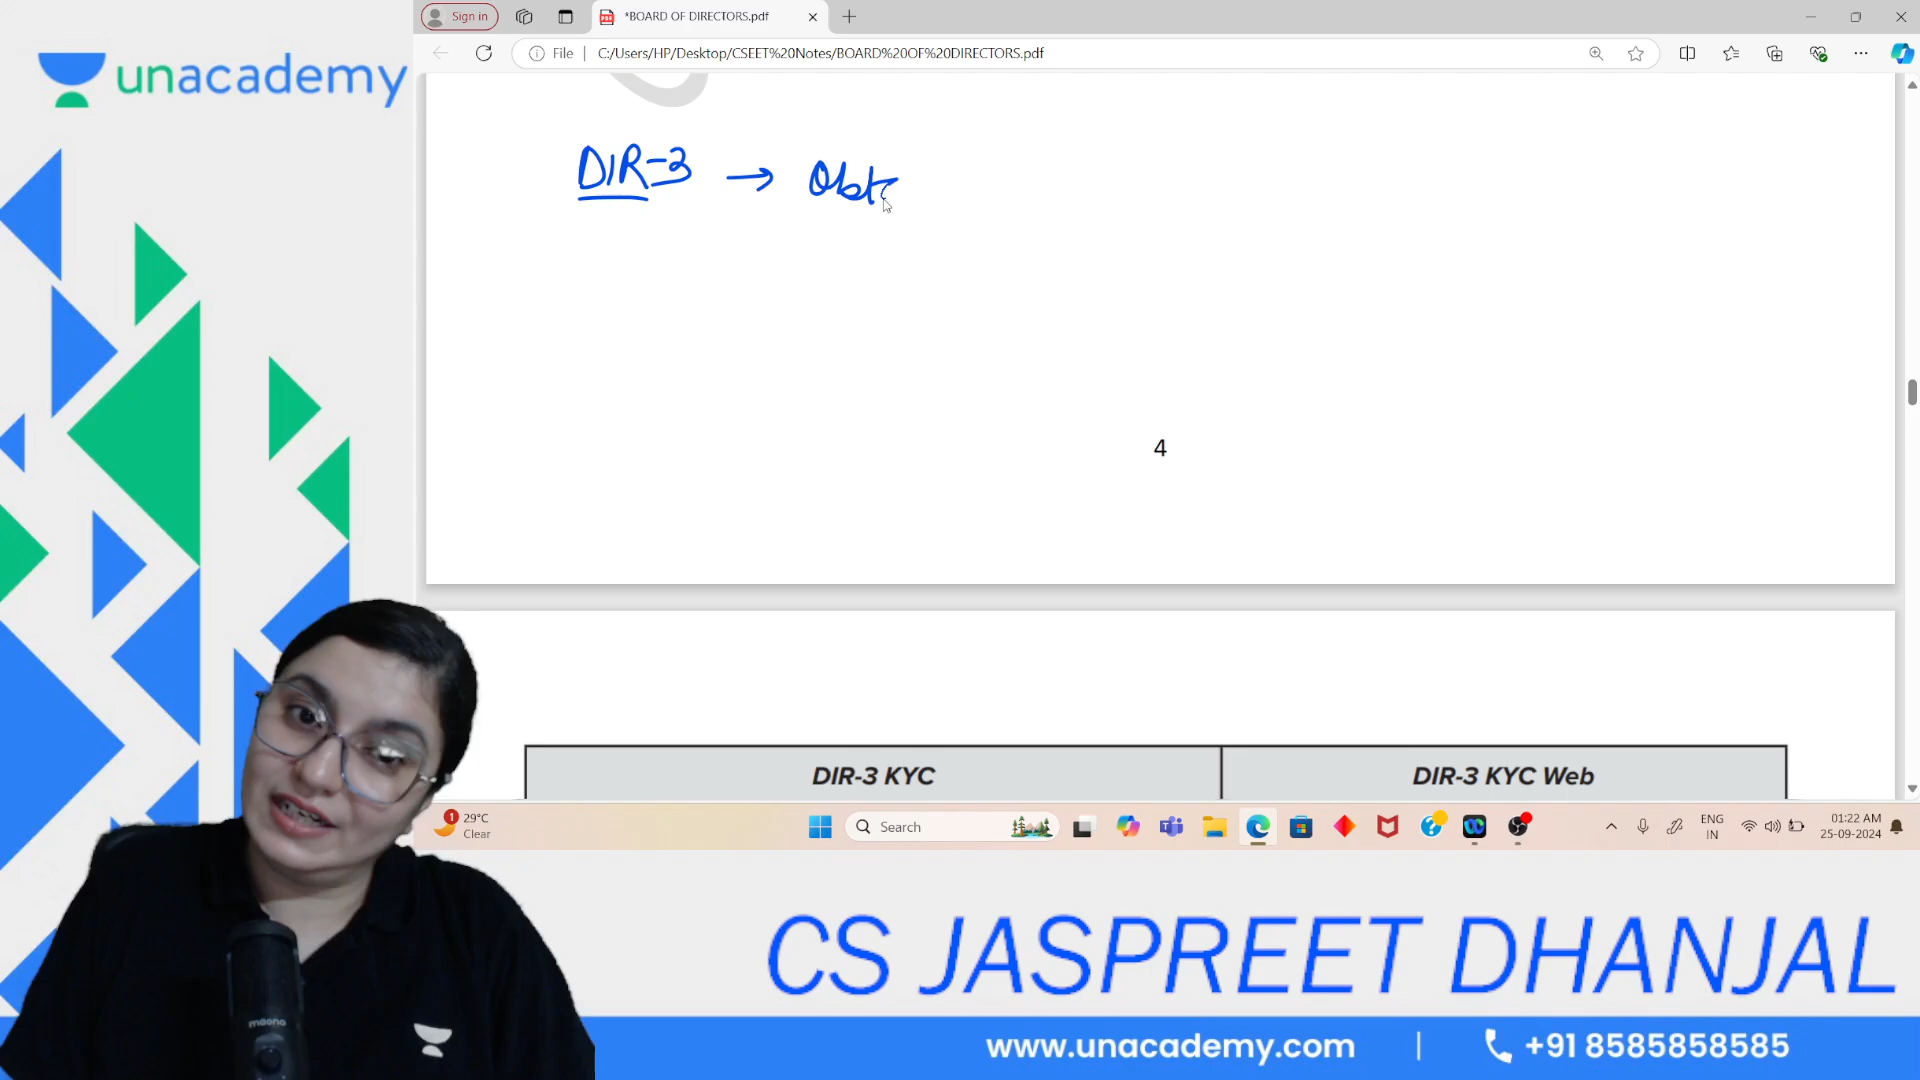 unacademy
Sign in
*BOARD OF DIRECTORS.pdf
File
C:/Users/HP/Desktop/CSEET%20Notes/BOARD%20OF%20DIRECTORS.pdf
DIR-3 → Obt
4
DIR-3 KYC
DIR-3 KYC Web
1
29°C
Clear
Search
ENG
IN
01:22 AM
25-09-2024
maono
CS JASPREET DHANJAL
www.unacademy.com | +91 8585858585